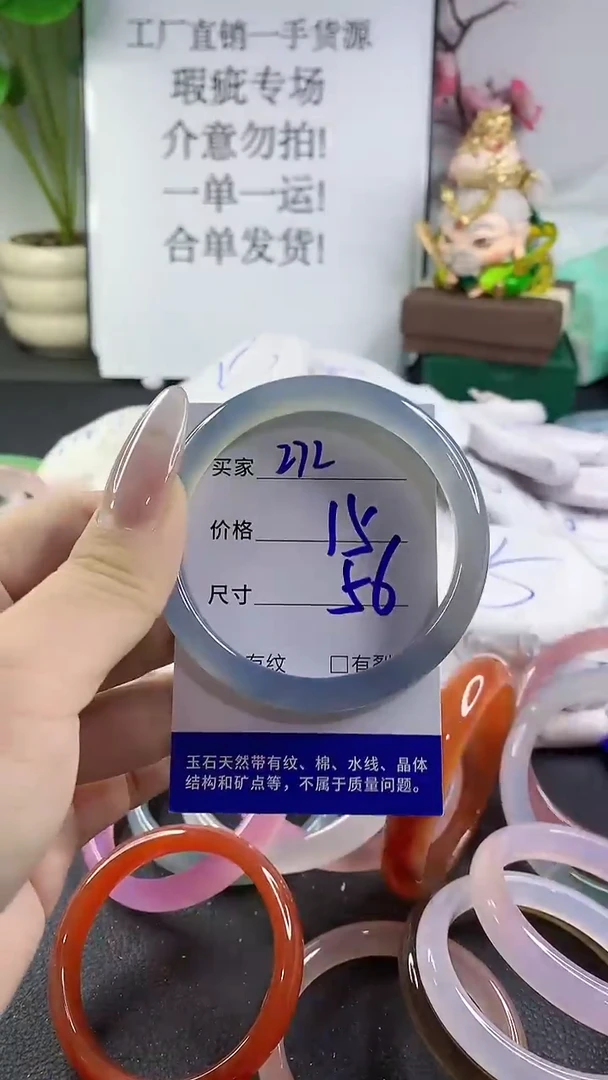 工厂直销一手货源
瑕疵专场
介意勿拍!
一单一运!
合单发货!
买家 272
价格 15
尺寸 56
有纹 □有裂
玉石天然带有纹、棉、水线、晶体
结构和矿点等，不属于质量问题。